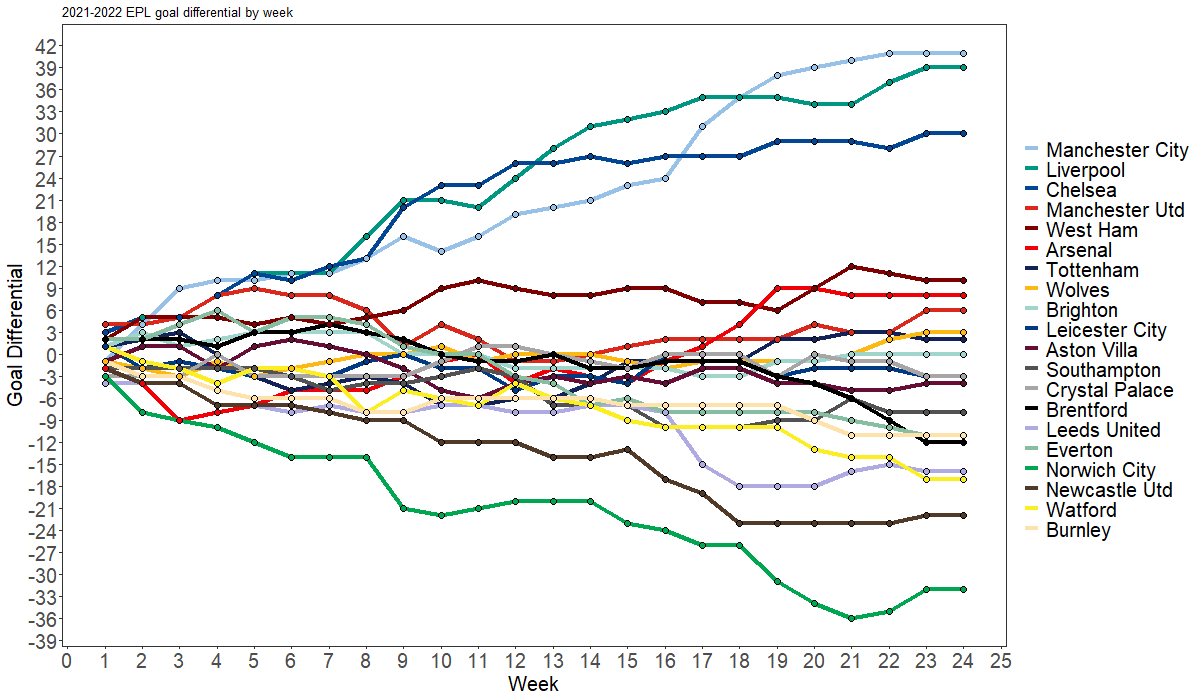 2021-2022 EPL goal differential by week
Goal Differential
42
39
36
33
30
27
24
21
18
15
12
9
6
3
0
-3
-6
-9
-12
-15
-18
-21
-24
-27
-30
-33
-36
-39
0 1 2 3 4 5 6 7 8 9 10 11 12 13 14 15 16 17 18 19 20 21 22 23 24 25
Week
Manchester City
Liverpool
Chelsea
Manchester Utd
West Ham
Arsenal
Tottenham
Wolves
Brighton
Leicester City
Aston Villa
Southampton
Crystal Palace
Brentford
Leeds United
Everton
Norwich City
Newcastle Utd
Watford
Burnley